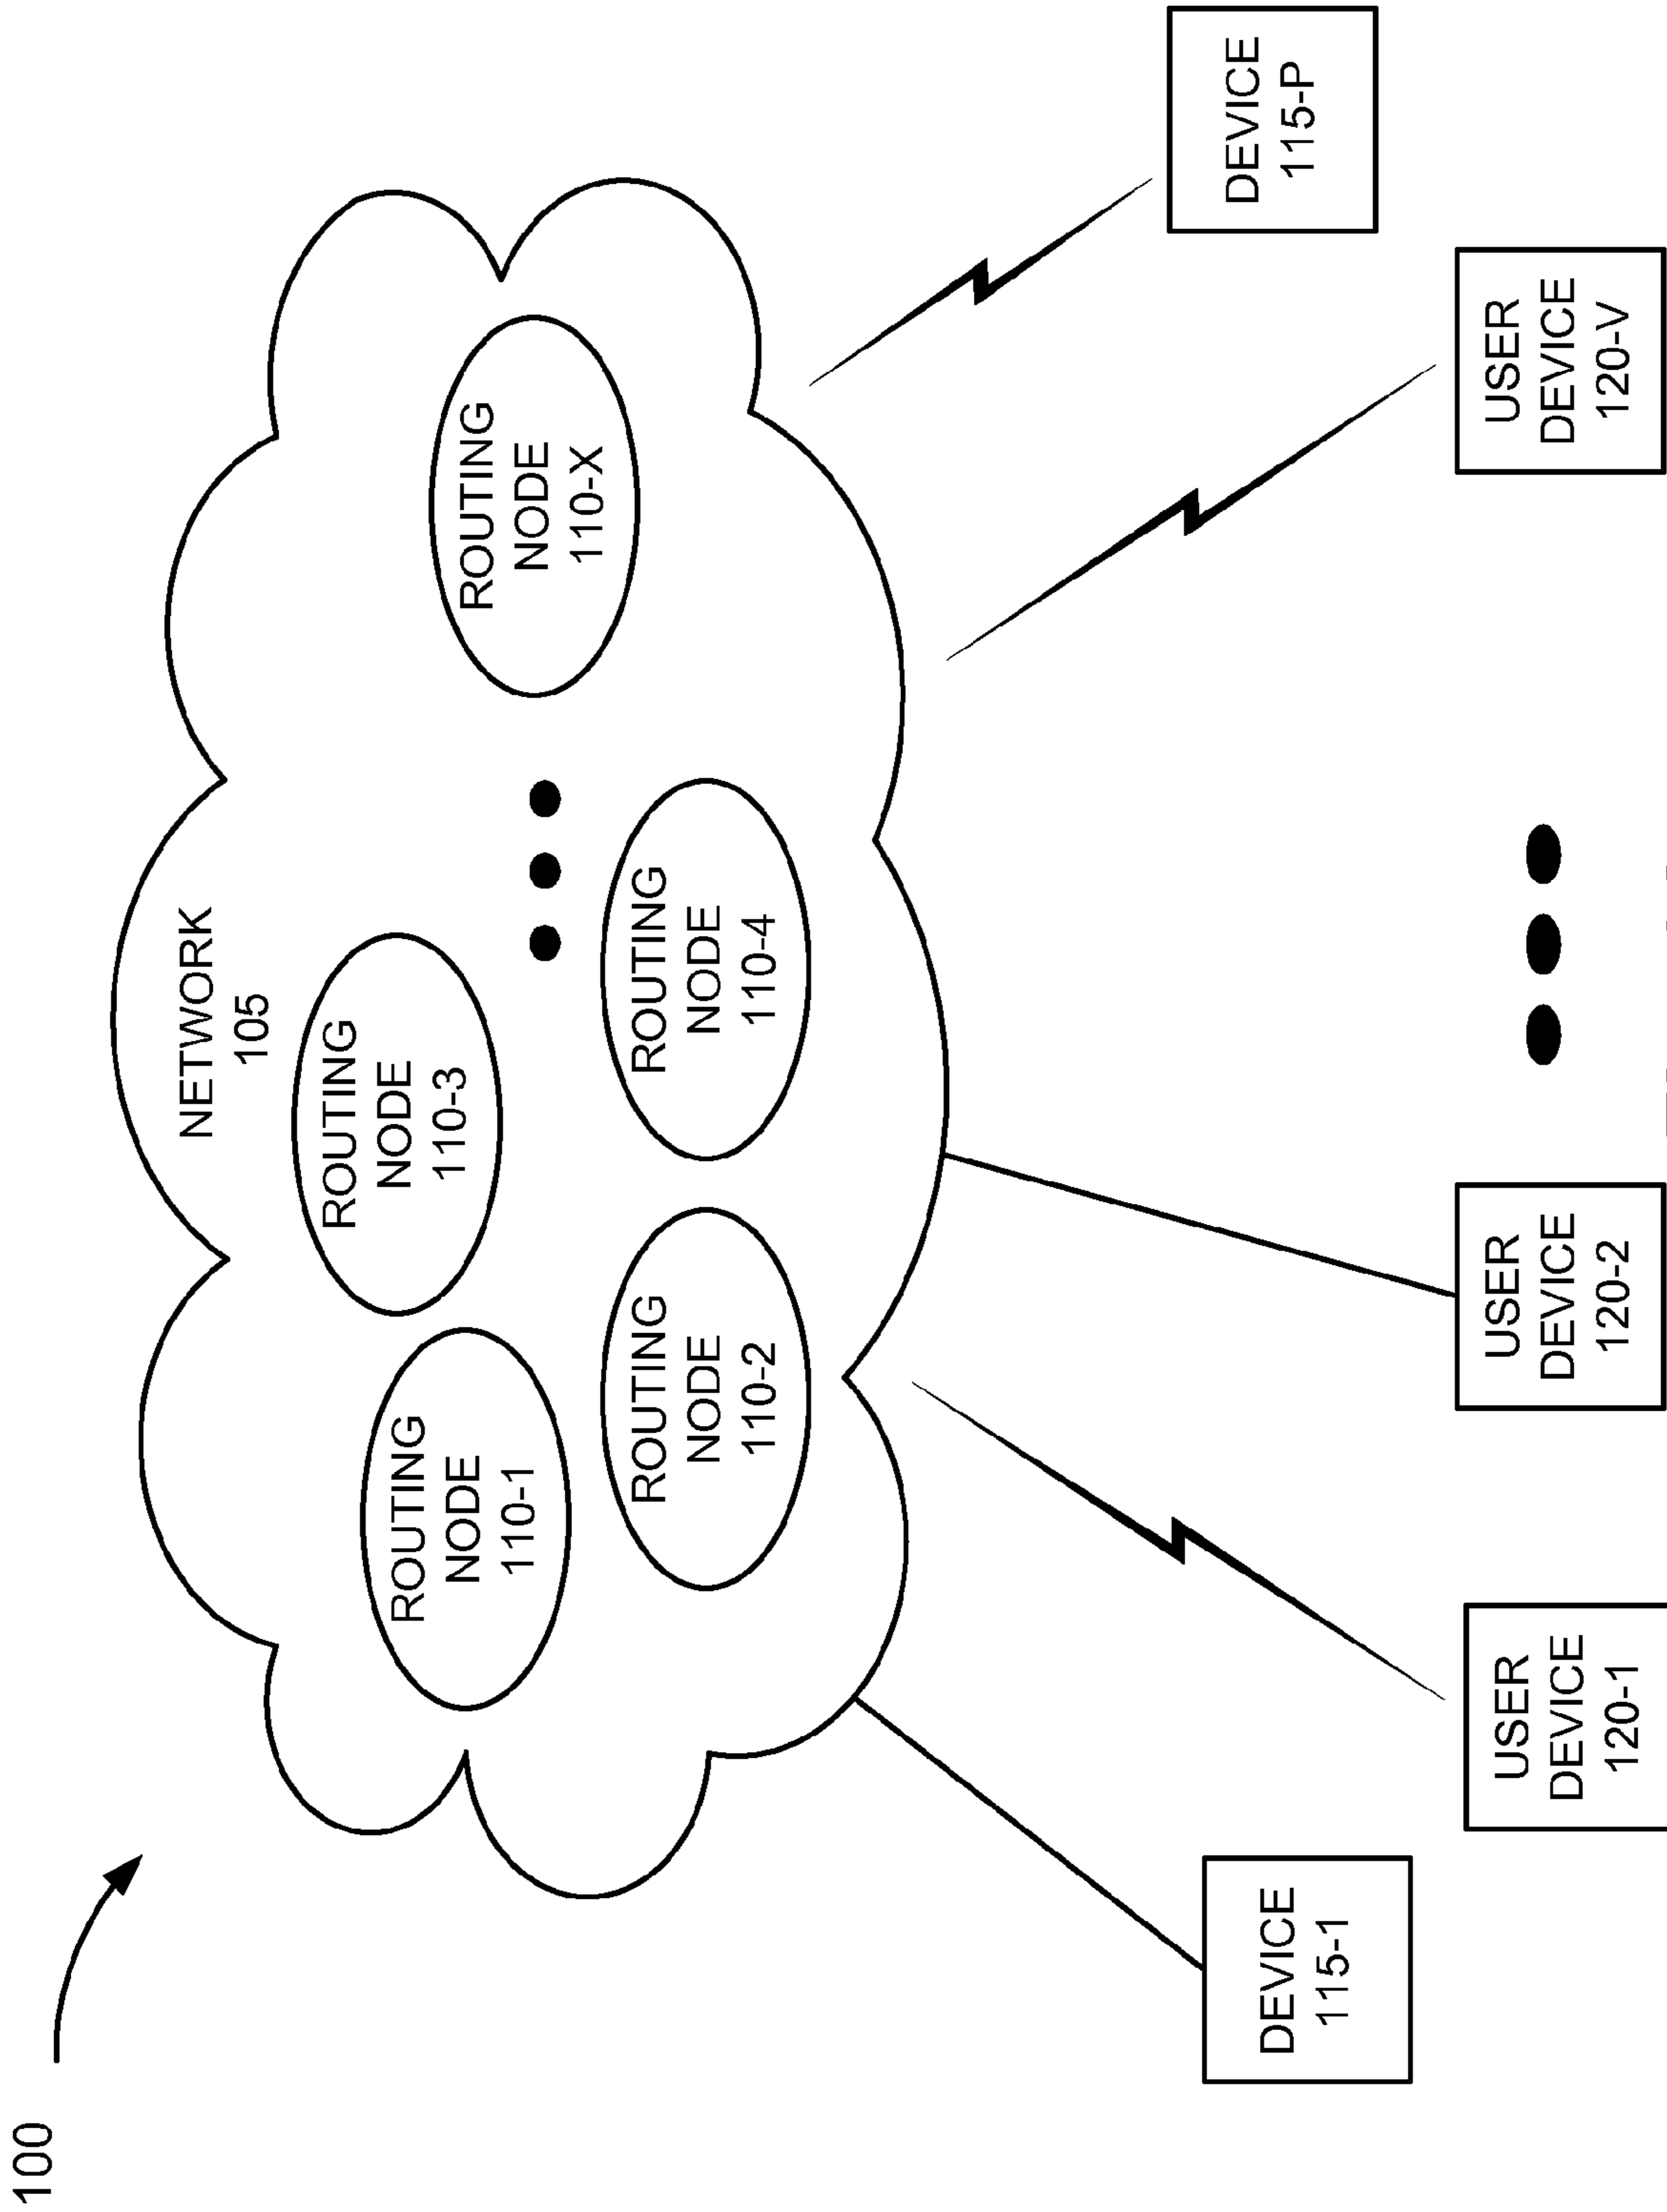 100
NETWORK
105
ROUTING
NODE
110-1
ROUTING
NODE
110-3
ROUTING
NODE
110-X
ROUTING
NODE
110-2
ROUTING
NODE
110-4
DEVICE
115-1
USER
DEVICE
120-1
USER
DEVICE
120-2
USER
DEVICE
120-V
DEVICE
115-P